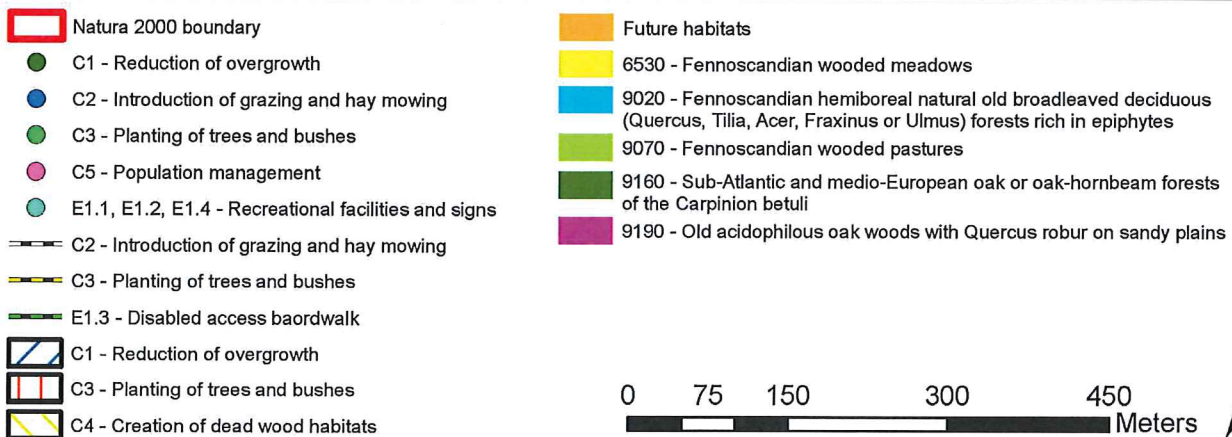 Natura 2000 boundary
C1 - Reduction of overgrowth
C2 - Introduction of grazing and hay mowing
C3 - Planting of trees and bushes
C5 - Population management
E1.1, E1.2, E1.4 - Recreational facilities and signs
C2 - Introduction of grazing and hay mowing
C3 - Planting of trees and bushes
E1.3 - Disabled access baordwalk
C1 - Reduction of overgrowth
C3 - Planting of trees and bushes
C4 - Creation of dead wood habitats
Future habitats
6530 - Fennoscandian wooded meadows
9020 - Fennoscandian hemiboreal natural old broadleaved deciduous
(Quercus, Tilia, Acer, Fraxinus or Ulmus) forests rich in epiphytes
9070 - Fennoscandian wooded pastures
9160 - Sub-Atlantic and medio-European oak or oak-hornbeam forests
of the Carpinion betuli
9190 - Old acidophilous oak woods with Quercus robur on sandy plains
0 75 150 300 450
Meters